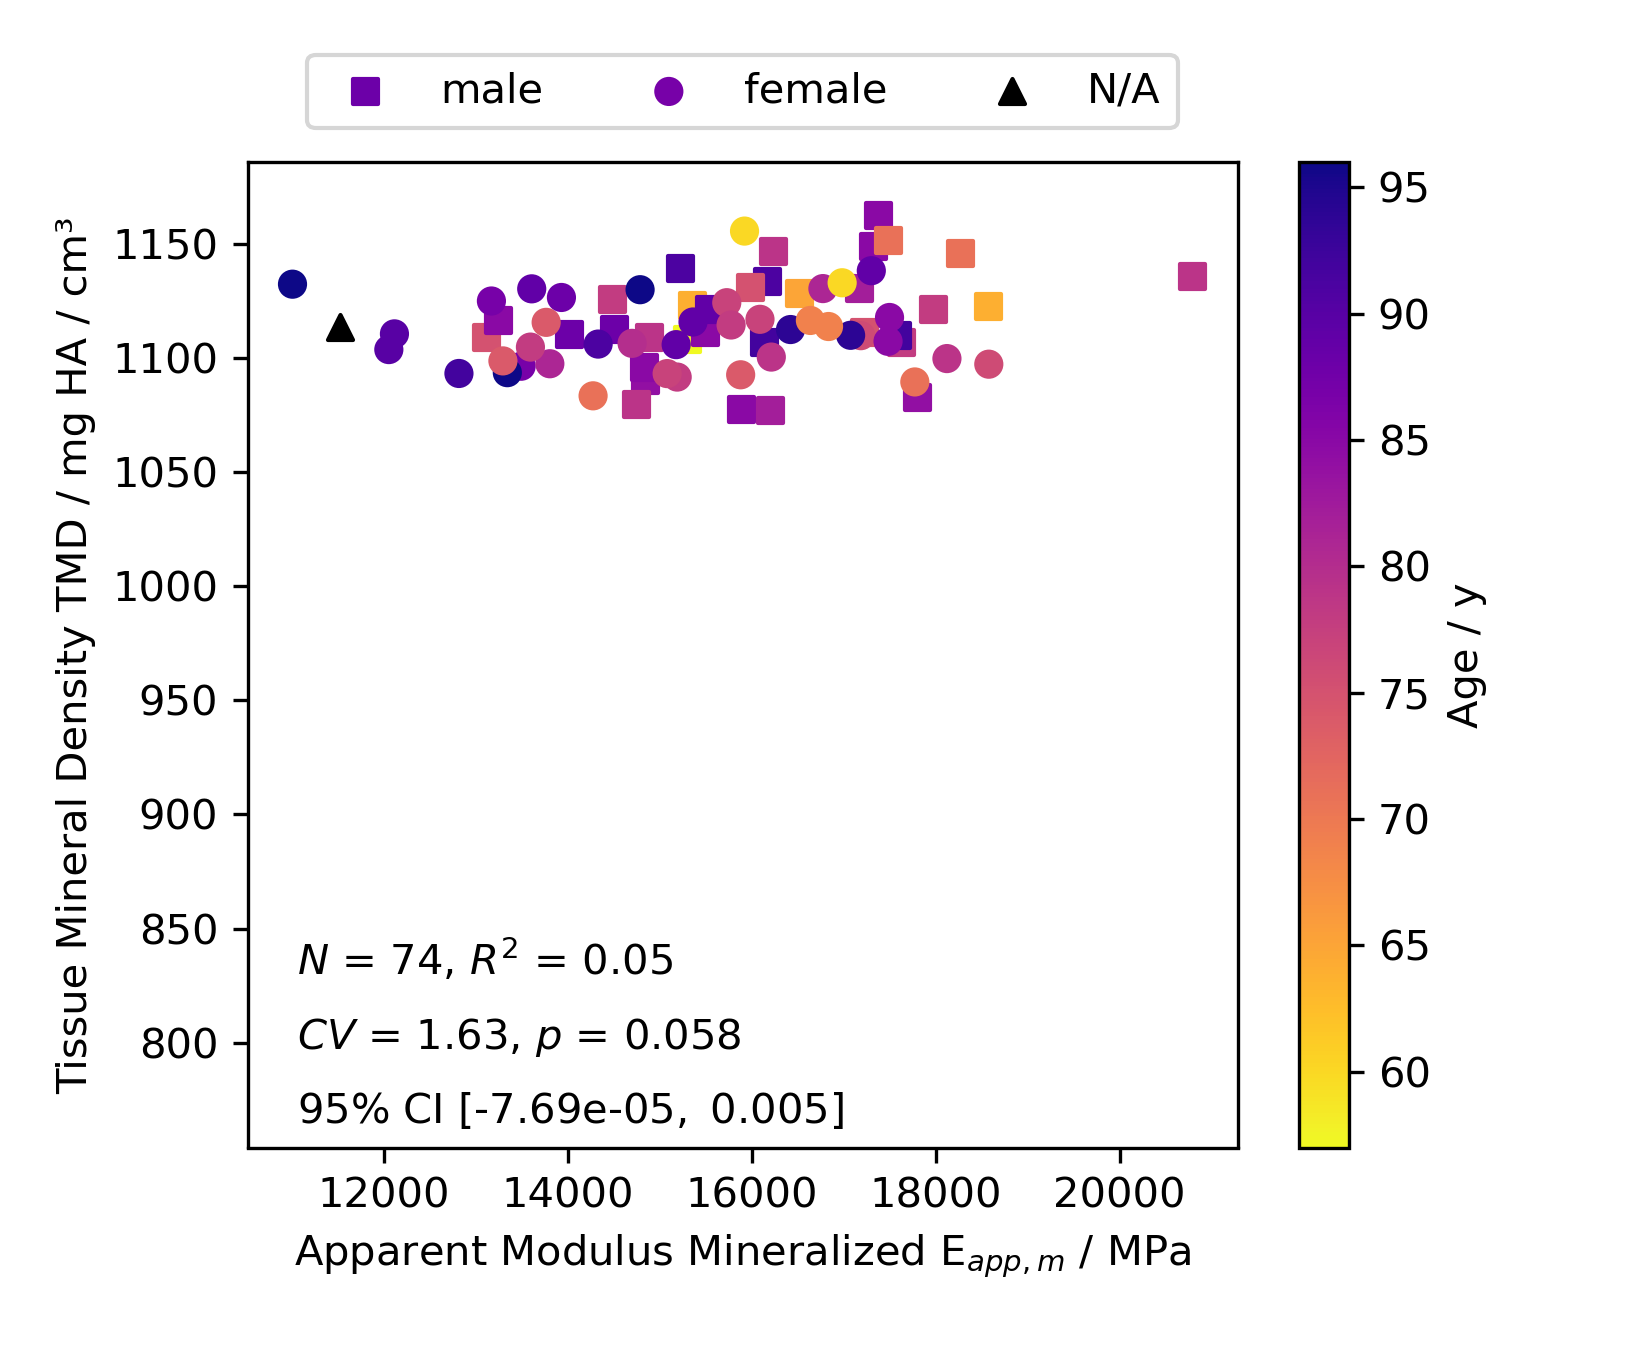 male female N/A
Tissue Mineral Density TMD / mg HA / cm³
1150
1100
1050
1000
950
900
850
800
N = 74, R² = 0.05
CV = 1.63, p = 0.058
95% CI [-7.69e-05, 0.005]
12000 14000 16000 18000 20000
Apparent Modulus Mineralized E_app,m / MPa
95
90
85
80
75
70
65
60
Age / y